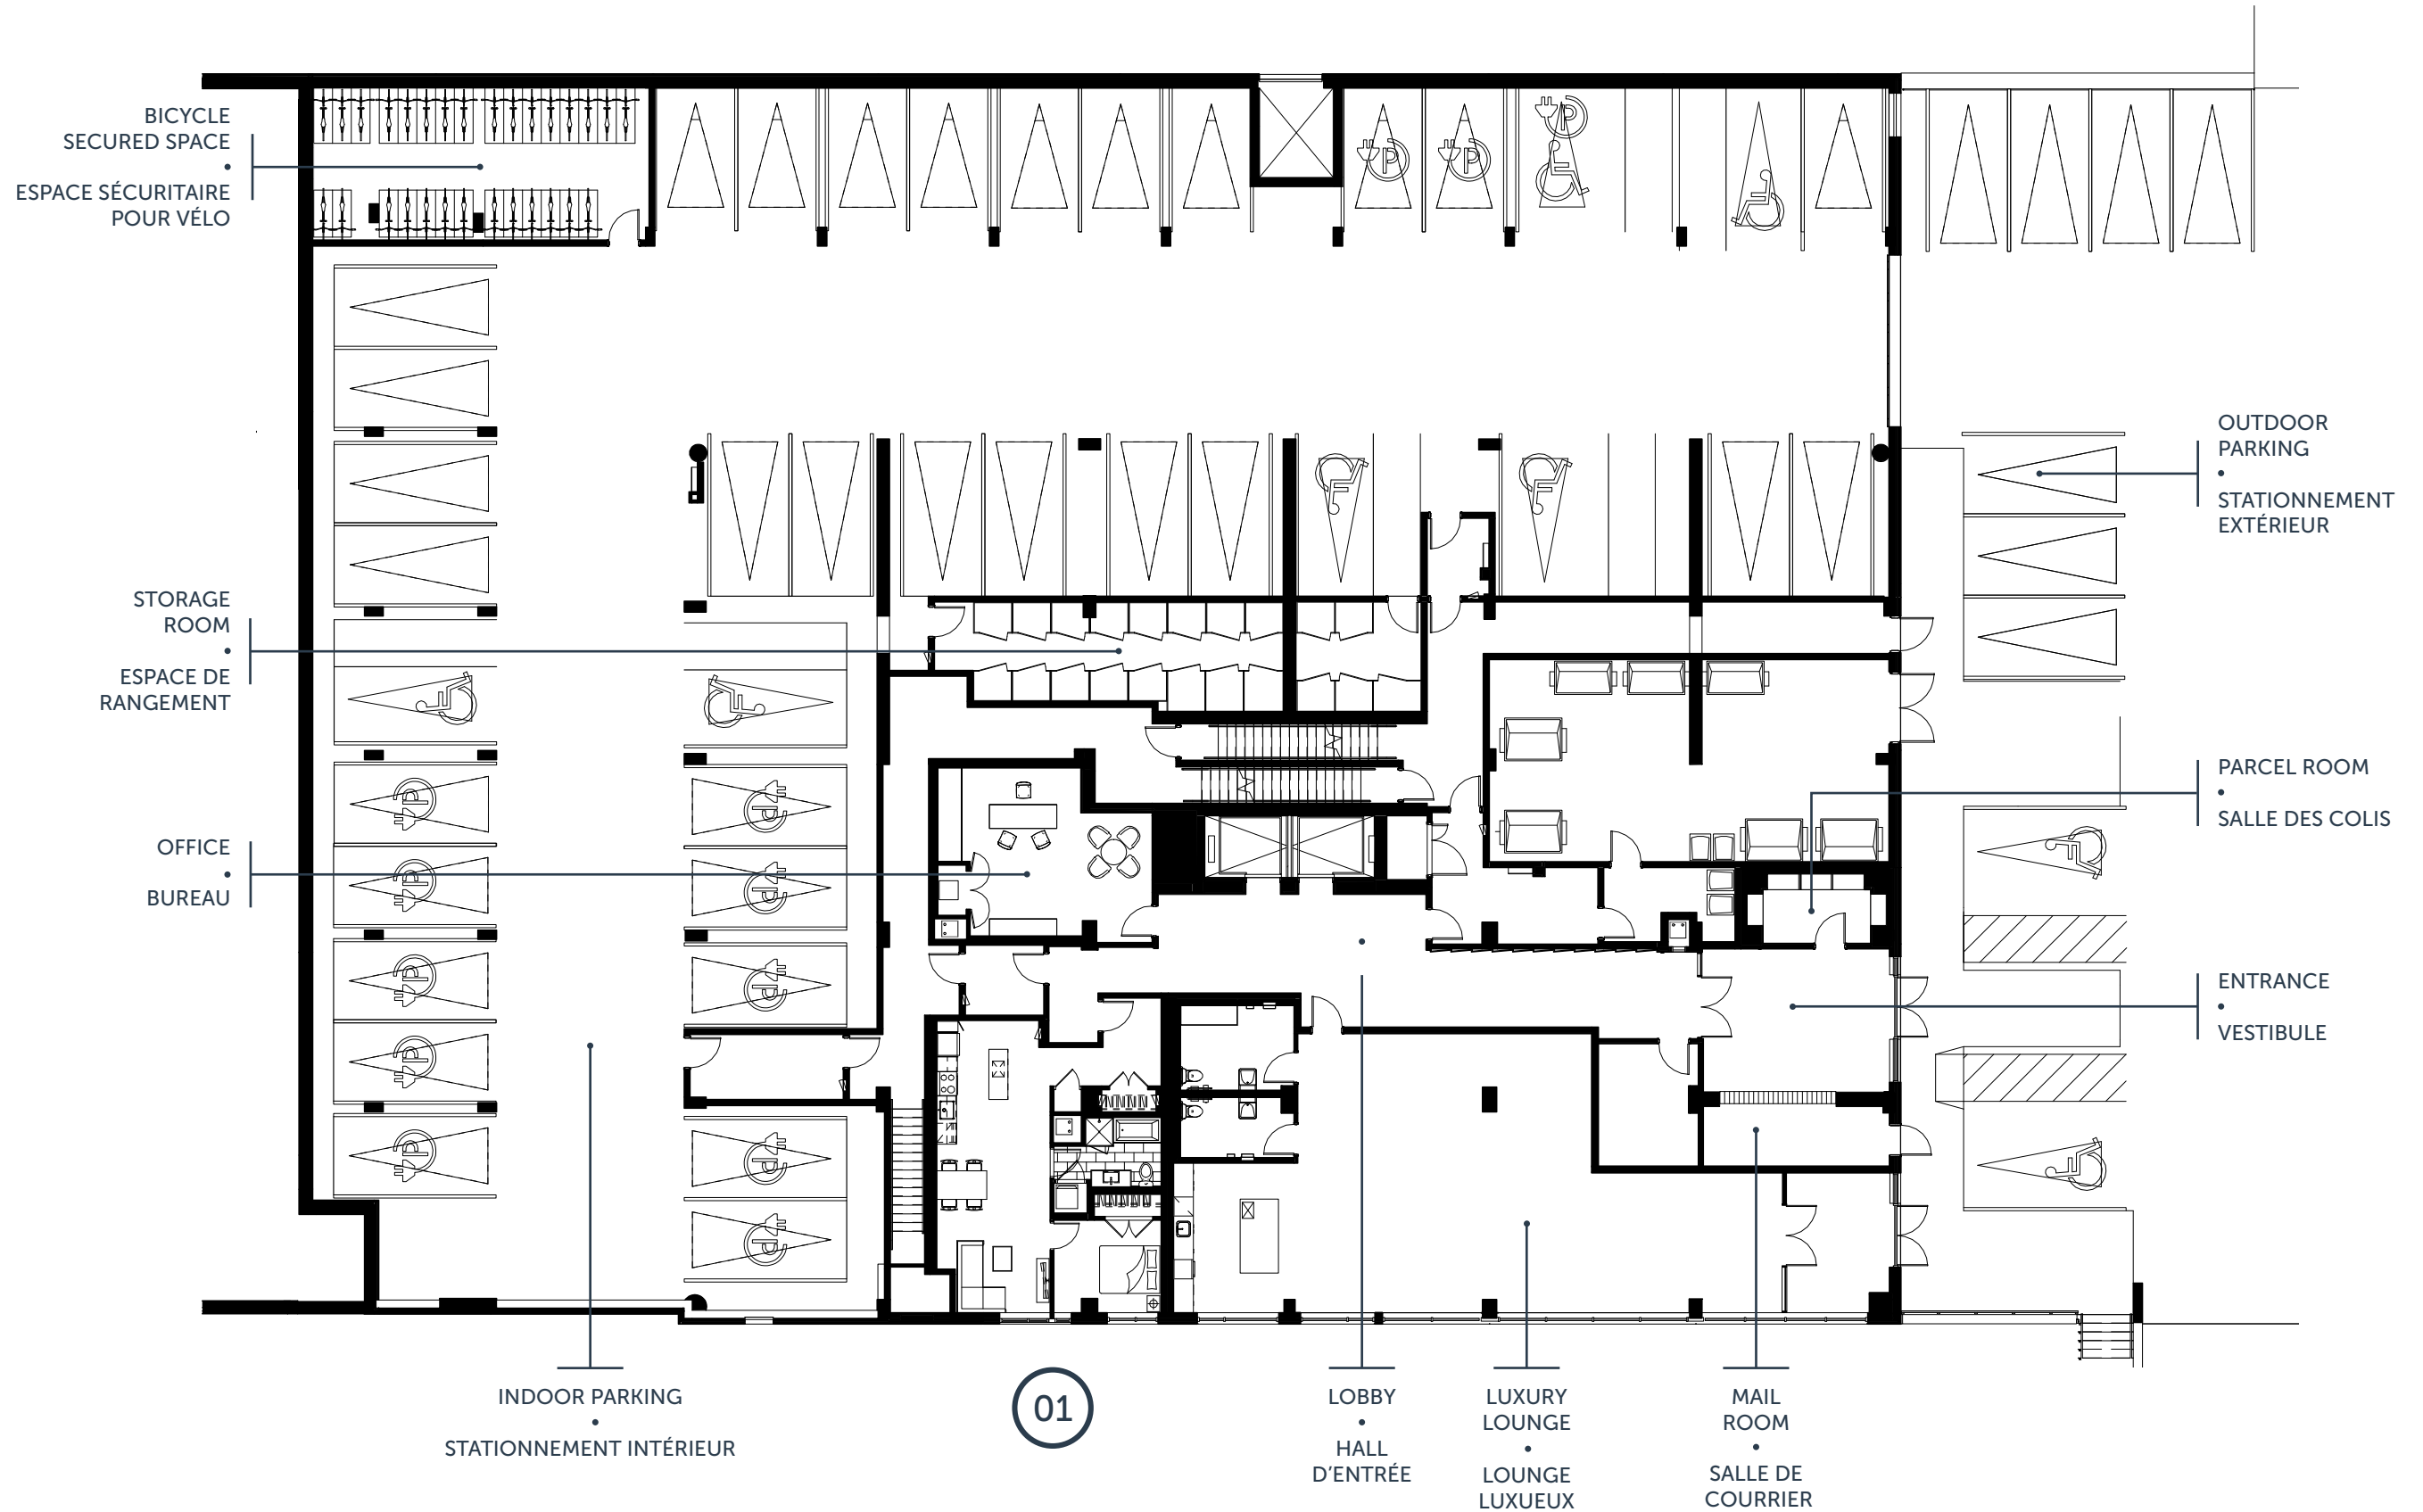 BICYCLE
SECURED SPACE
•
ESPACE SÉCURITAIRE
POUR VÉLO
STORAGE
ROOM
•
ESPACE DE
RANGEMENT
OFFICE
•
BUREAU
OUTDOOR
PARKING
•
STATIONNEMENT
EXTÉRIEUR
PARCEL ROOM
•
SALLE DES COLIS
ENTRANCE
•
VESTIBULE
INDOOR PARKING
•
STATIONNEMENT INTÉRIEUR
01
LOBBY
•
HALL
D'ENTRÉE
LUXURY
LOUNGE
•
LOUNGE
LUXUEUX
MAIL
ROOM
•
SALLE DE
COURRIER